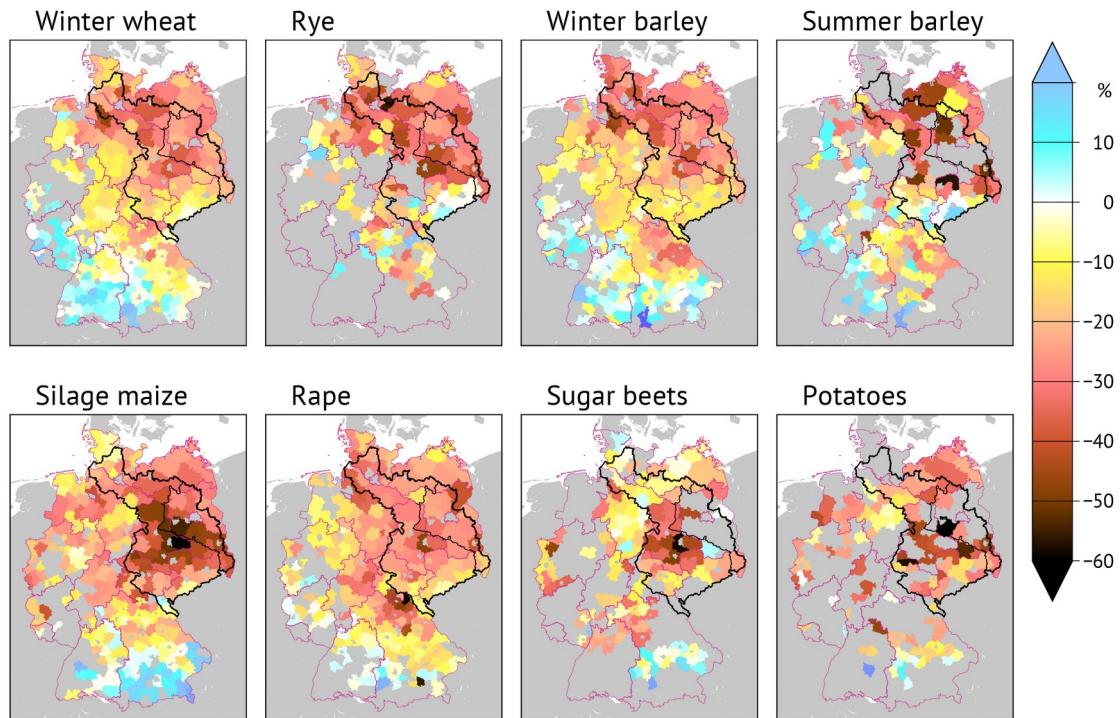 Winter wheat
Rye
Winter barley
Summer barley
%
10
0
−10
−20
−30
−40
−50
−60
Silage maize
Rape
Sugar beets
Potatoes